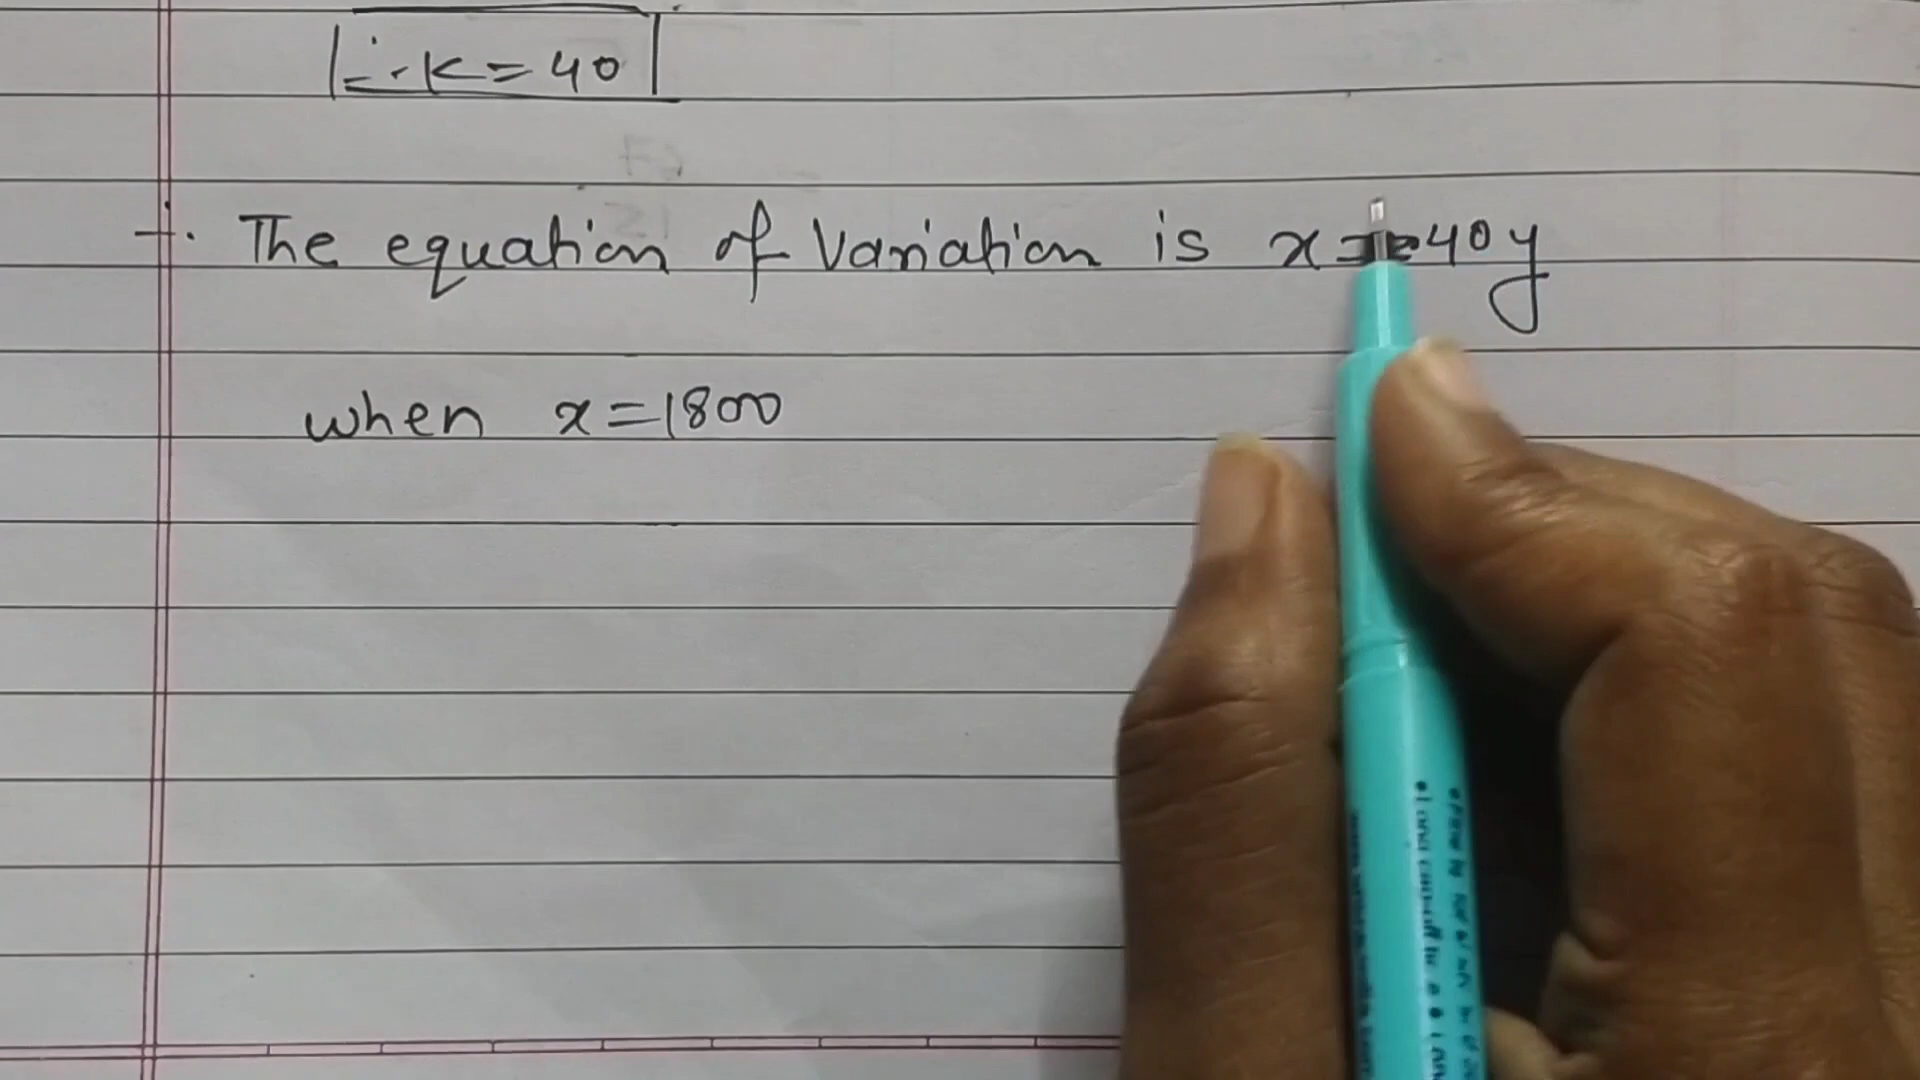 ∴ K = 40
∴ The equation of Variation is x = 40y
when x = 1800